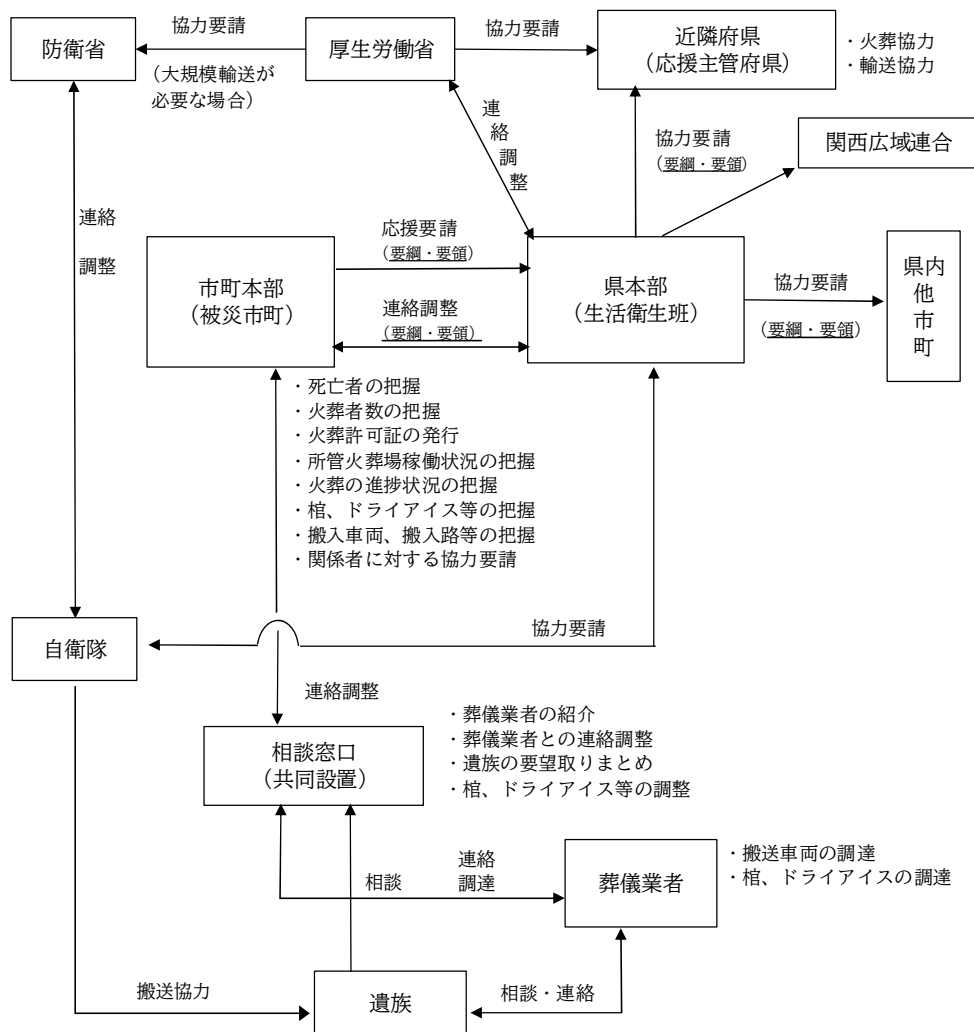 協力要請
協力要請
防衛省
厚生労働省
近隣府県
（応援主管府県）
・火葬協力
・輸送協力
（大規模輸送が
必要な場合）
連絡調整
協力要請
（要綱・要領）
関西広域連合
連絡
調整
応援要請
（要綱・要領）
市町本部
（被災市町）
県本部
（生活衛生班）
協力要請
（要綱・要領）
県内
他
市
町
連絡調整
（要綱・要領）
・死亡者の把握
・火葬者数の把握
・火葬許可証の発行
・所管火葬場稼働状況の把握
・火葬の進捗状況の把握
・棺、ドライアイス等の把握
・搬入車両、搬入路等の把握
・関係者に対する協力要請
自衛隊
協力要請
連絡調整
相談窓口
（共同設置）
・葬儀業者の紹介
・葬儀業者との連絡調整
・遺族の要望取りまとめ
・棺、ドライアイス等の調整
相談
連絡
調達
葬儀業者
・搬送車両の調達
・棺、ドライアイスの調達
搬送協力
遺族
相談・連絡